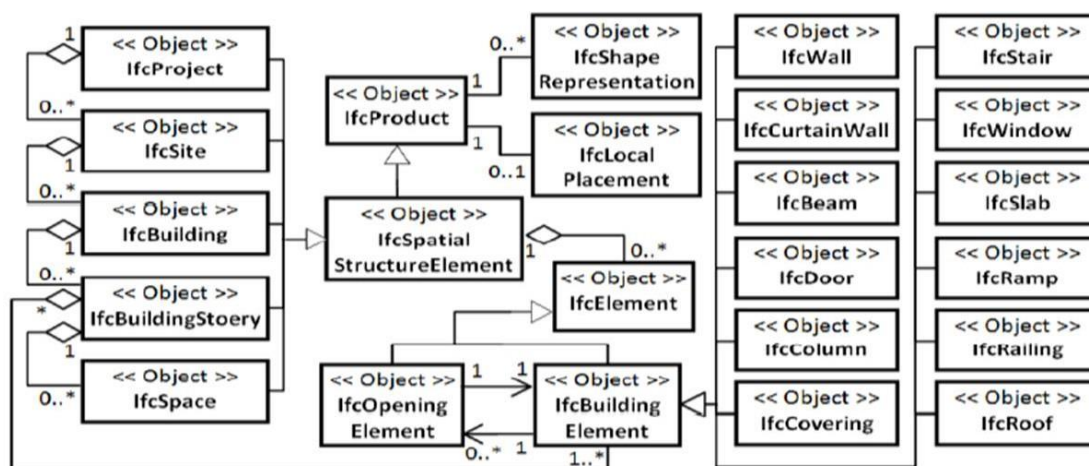 1
<< Object >>
IfcProject
0..*
<< Object >>
IfcSite
1
0..*
<< Object >>
IfcBuilding
1
0..*
<< Object >>
IfcBuildingStoery
*
1
<< Object >>
IfcSpace
0..*
<< Object >>
IfcProduct
1
0..*
<< Object >>
IfcShape
Representation
1
0..1
<< Object >>
IfcLocal
Placement
<< Object >>
IfcSpatial
StructureElement
1
0..*
<< Object >>
IfcElement
<< Object >>
IfcOpening
Element
1
1
0..*
1
<< Object >>
IfcBuilding
Element
1..*
<< Object >>
IfcWall
<< Object >>
IfcCurtainWall
<< Object >>
IfcBeam
<< Object >>
IfcDoor
<< Object >>
IfcColumn
<< Object >>
IfcCovering
<< Object >>
IfcStair
<< Object >>
IfcWindow
<< Object >>
IfcSlab
<< Object >>
IfcRamp
<< Object >>
IfcRailing
<< Object >>
IfcRoof